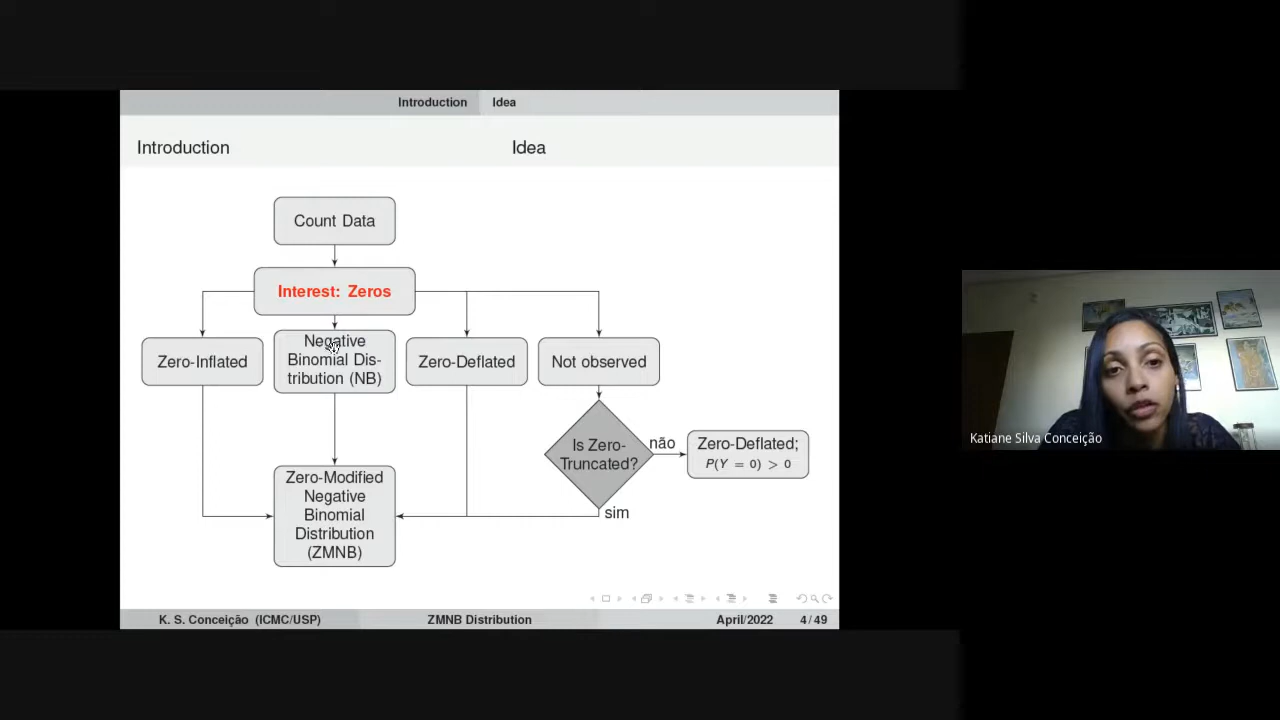 Introduction Idea
Introduction Idea
Count Data
Interest: Zeros
Zero-Inflated
Negative
Binomial Dis-
tribution (NB)
Zero-Deflated
Not observed
Is Zero-
Truncated?
não
Zero-Deflated;
P(Y = 0) > 0
sim
Zero-Modified
Negative
Binomial
Distribution
(ZMNB)
Katiane Silva Conceição
K. S. Conceição (ICMC/USP) ZMNB Distribution April/2022 4/49